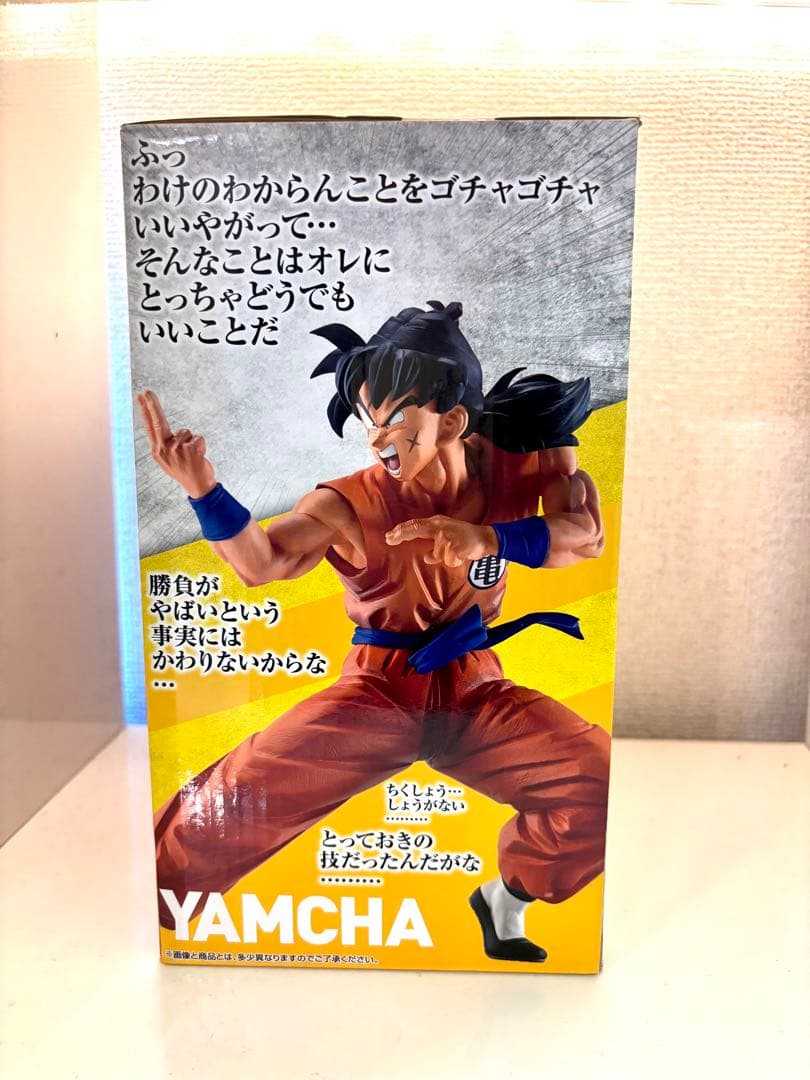 ふっ
わけのわからんことをゴチャゴチャ
いいやがって…
そんなことはオレに
とっちゃどうでも
いいことだ
亀
勝負が
やばいという
事実には
かわりないからな
…
ちくしょう…
しょうがない
………
とっておきの
技だったんだがな
………
YAMCHA
※画像と商品とは、多少異なりますのでご了承ください。